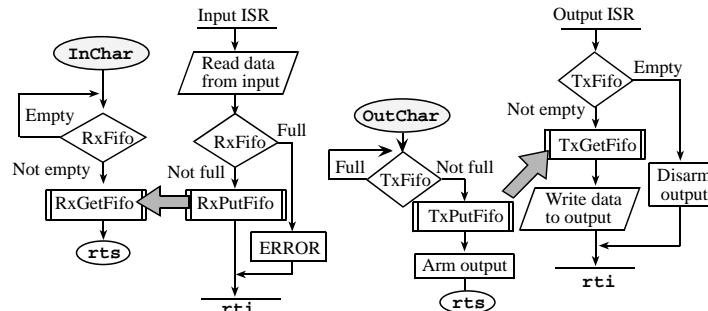 Input ISR
InChar
Read data
from input
Empty
RxFifo
RxFifo
Full
Not empty
Not full
RxGetFifo
RxPutFifo
rts
ERROR
rti
Output ISR
TxFifo
Empty
OutChar
Not empty
Full
TxFifo
Not full
TxGetFifo
TxPutFifo
Write data
to output
Disarm
output
Arm output
rts
rti